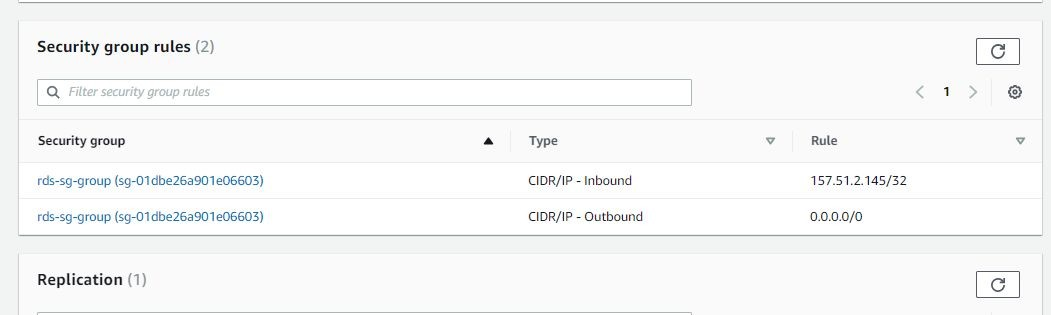 Security group rules (2)
Filter security group rules
1
Security group Type Rule
rds-sg-group (sg-01dbe26a901e06603) CIDR/IP - Inbound 157.51.2.145/32
rds-sg-group (sg-01dbe26a901e06603) CIDR/IP - Outbound 0.0.0.0/0
Replication (1)